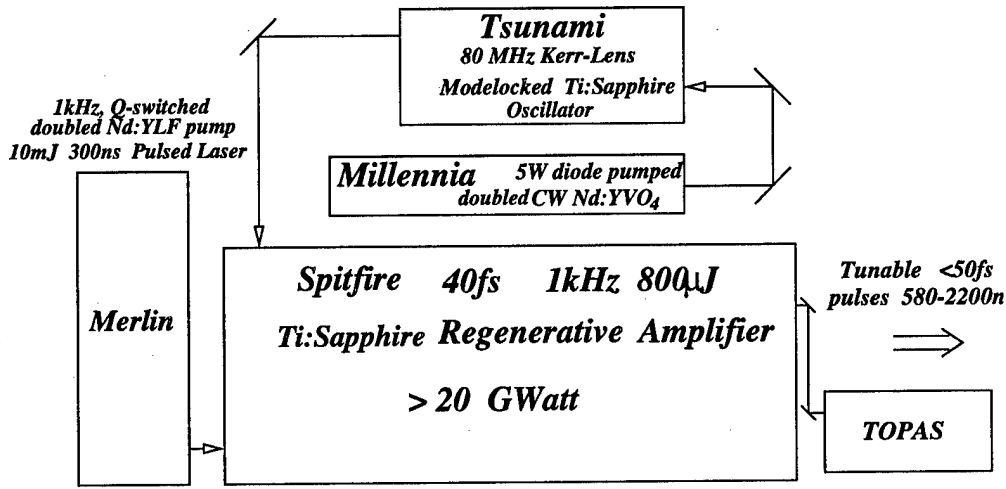 Tsunami
80 MHz Kerr-Lens
Modelocked Ti:Sapphire
Oscillator
1kHz, Q-switched
doubled Nd:YLF pump
10mJ 300ns Pulsed Laser
Millennia 5W diode pumped
doubled CW Nd:YVO4
Merlin
Spitfire 40fs 1kHz 800μJ
Ti:Sapphire Regenerative Amplifier
> 20 GWatt
Tunable <50fs
pulses 580-2200n
TOPAS